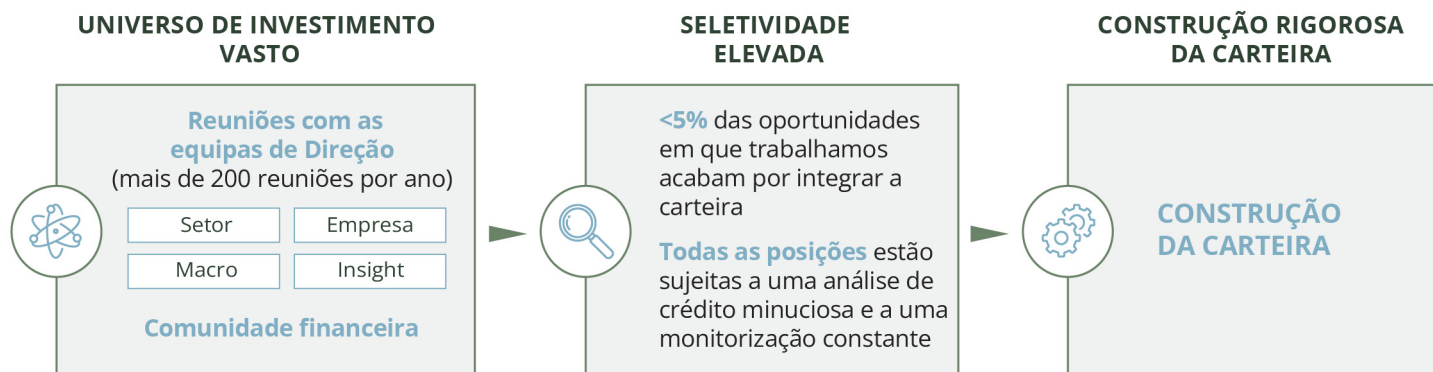 UNIVERSO DE INVESTIMENTO
VASTO
Reuniões com as
equipas de Direção
(mais de 200 reuniões por ano)
Setor
Empresa
Macro
Insight
Comunidade financeira
SELETIVIDADE
ELEVADA
<5% das oportunidades
em que trabalhamos
acabam por integrar a
carteira
Todas as posições estão
sujeitas a uma análise de
crédito minuciosa e a uma
monitorização constante
CONSTRUÇÃO RIGOROSA
DA CARTEIRA
CONSTRUÇÃO
DA CARTEIRA